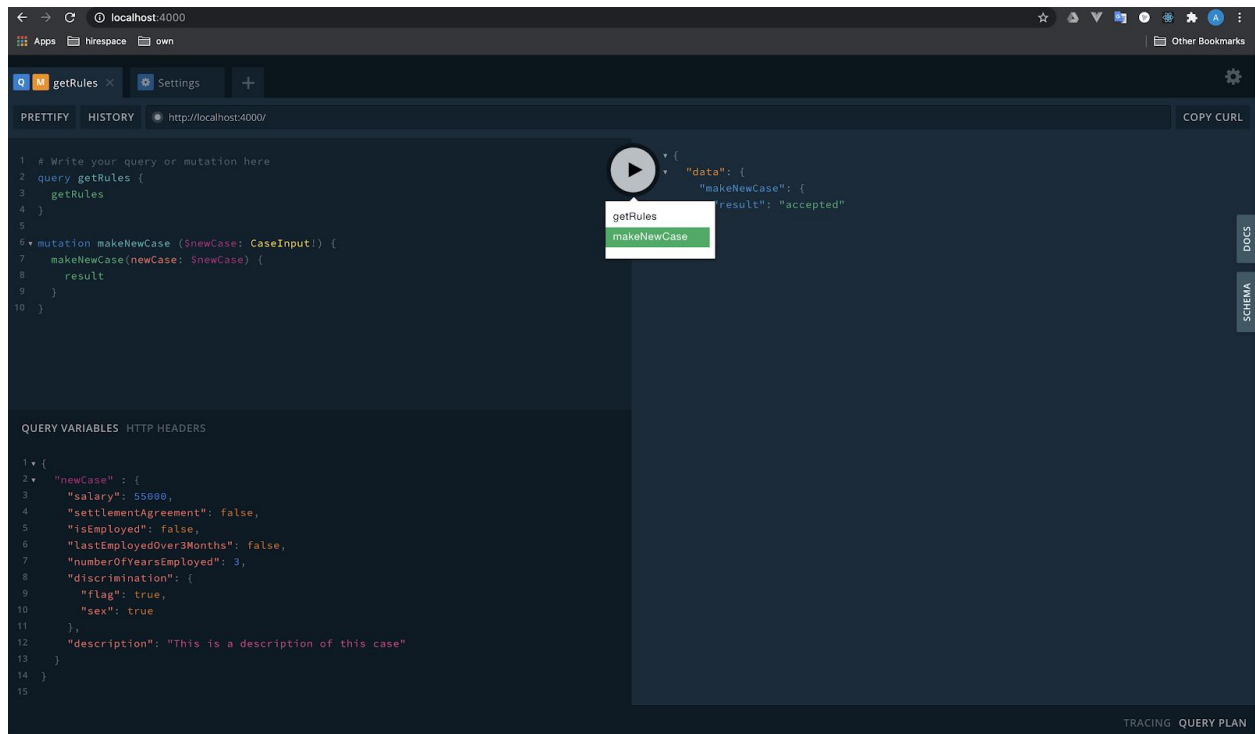 localhost:4000
Apps hirespace own Other Bookmarks
Q M getRules × Settings +
PRETTIFY HISTORY http://localhost:4000/ COPY CURL
1 # Write your query or mutation here
2 query getRules {
3 getRules
4 }
5
6 mutation makeNewCase ($newCase: CaseInput!) {
7 makeNewCase(newCase: $newCase) {
8 result
9 }
10 }
getRules
makeNewCase
{
"data": {
"makeNewCase": {
"result": "accepted"
DOCS
SCHEMA
QUERY VARIABLES HTTP HEADERS
1 {
2 "newCase" : {
3 "salary": 55000,
4 "settlementAgreement": false,
5 "isEmployed": false,
6 "lastEmployedOver3Months": false,
7 "numberOfYearsEmployed": 3,
8 "discrimination": {
9 "flag": true,
10 "sex": true
11 },
12 "description": "This is a description of this case"
13 }
14 }
15
TRACING QUERY PLAN